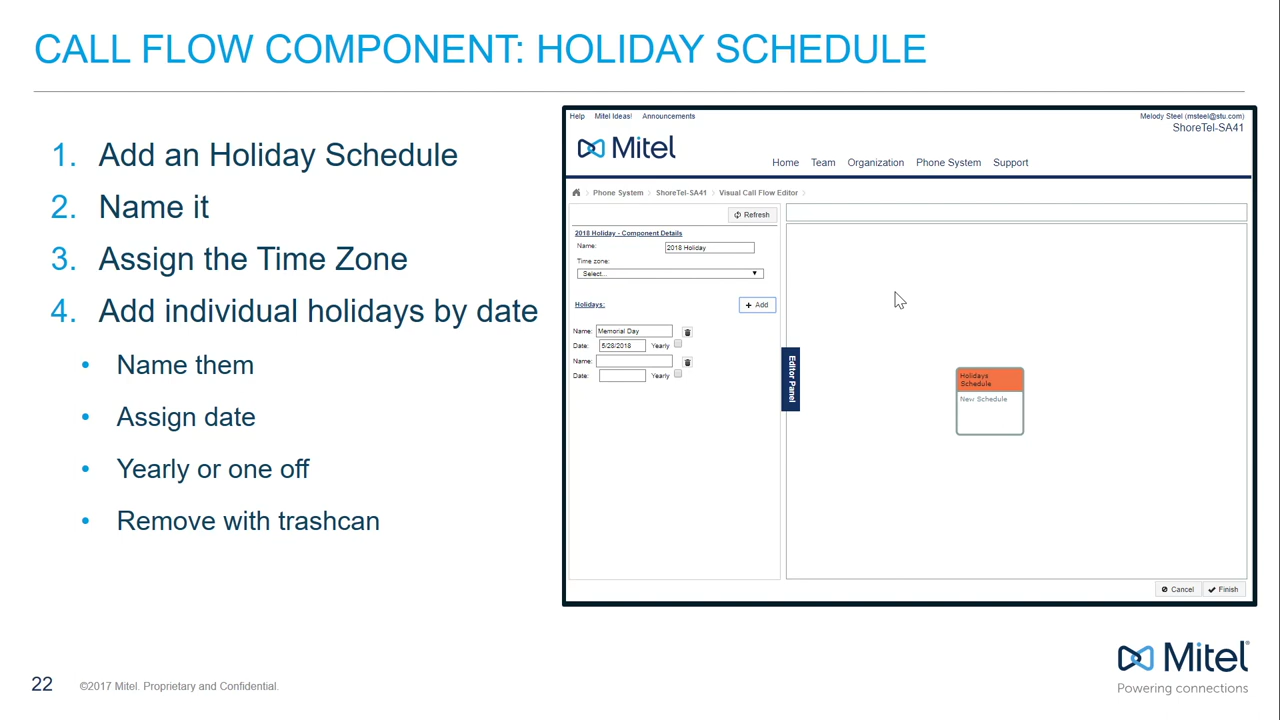 CALL FLOW COMPONENT: HOLIDAY SCHEDULE
1. Add an Holiday Schedule
2. Name it
3. Assign the Time Zone
4. Add individual holidays by date
• Name them
• Assign date
• Yearly or one off
• Remove with trashcan
Help Mitel Ideas! Announcements
Melody Steel (msteel@stu.com)
ShoreTel-SA41
Mitel
Home Team Organization Phone System Support
Phone System > ShoreTel-SA41 > Visual Call Flow Editor >
Refresh
2018 Holiday - Component Details
Name: 2018 Holiday
Time zone:
Select...
Holidays: + Add
Name: Memorial Day
Date: 5/28/2018 Yearly
Name:
Date: Yearly
Editor Panel
Holidays
Schedule
New Schedule
Cancel Finish
Mitel®
Powering connections
22 ©2017 Mitel. Proprietary and Confidential.